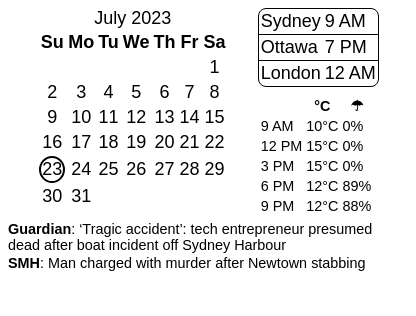 July 2023
Su Mo Tu We Th Fr Sa
1
2 3 4 5 6 7 8
9 10 11 12 13 14 15
16 17 18 19 20 21 22
23 24 25 26 27 28 29
30 31
Sydney 9 AM
Ottawa 7 PM
London 12 AM
°C ☂
9 AM 10°C 0%
12 PM 15°C 0%
3 PM 15°C 0%
6 PM 12°C 89%
9 PM 12°C 88%
Guardian: ‘Tragic accident’: tech entrepreneur presumed
dead after boat incident off Sydney Harbour
SMH: Man charged with murder after Newtown stabbing